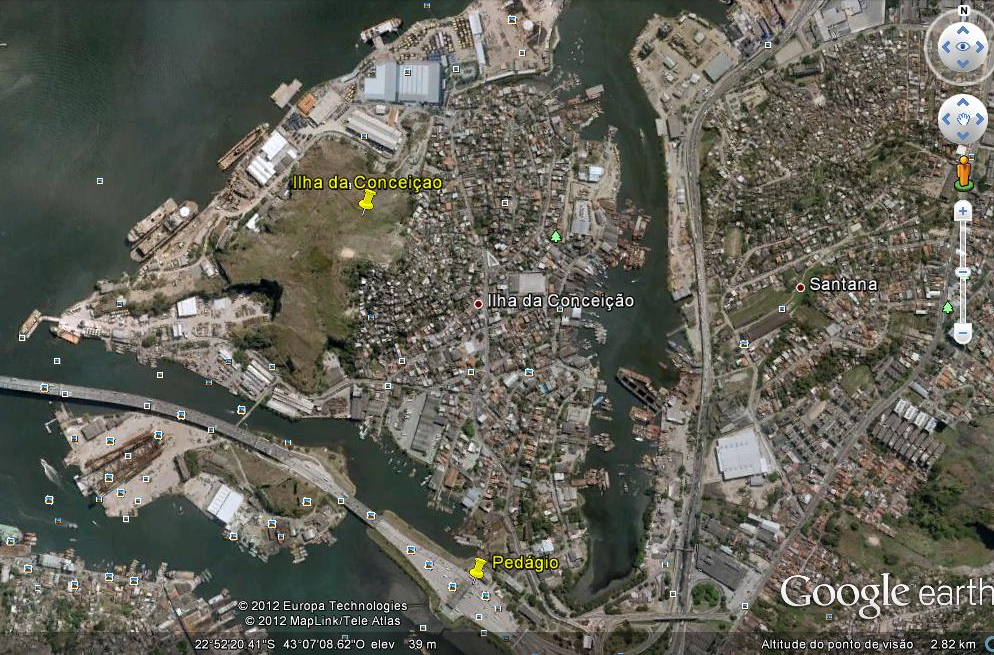 N
Ilha da Conceiçao
Santana
Ilha da Conceição
Pedágio
Google earth
© 2012 Europa Technologies
© 2012 MapLink/Tele Atlas
22°52'20.41"S 43°07'08.62"O elev 39 m
Altitude do ponto de visão 2.82 km